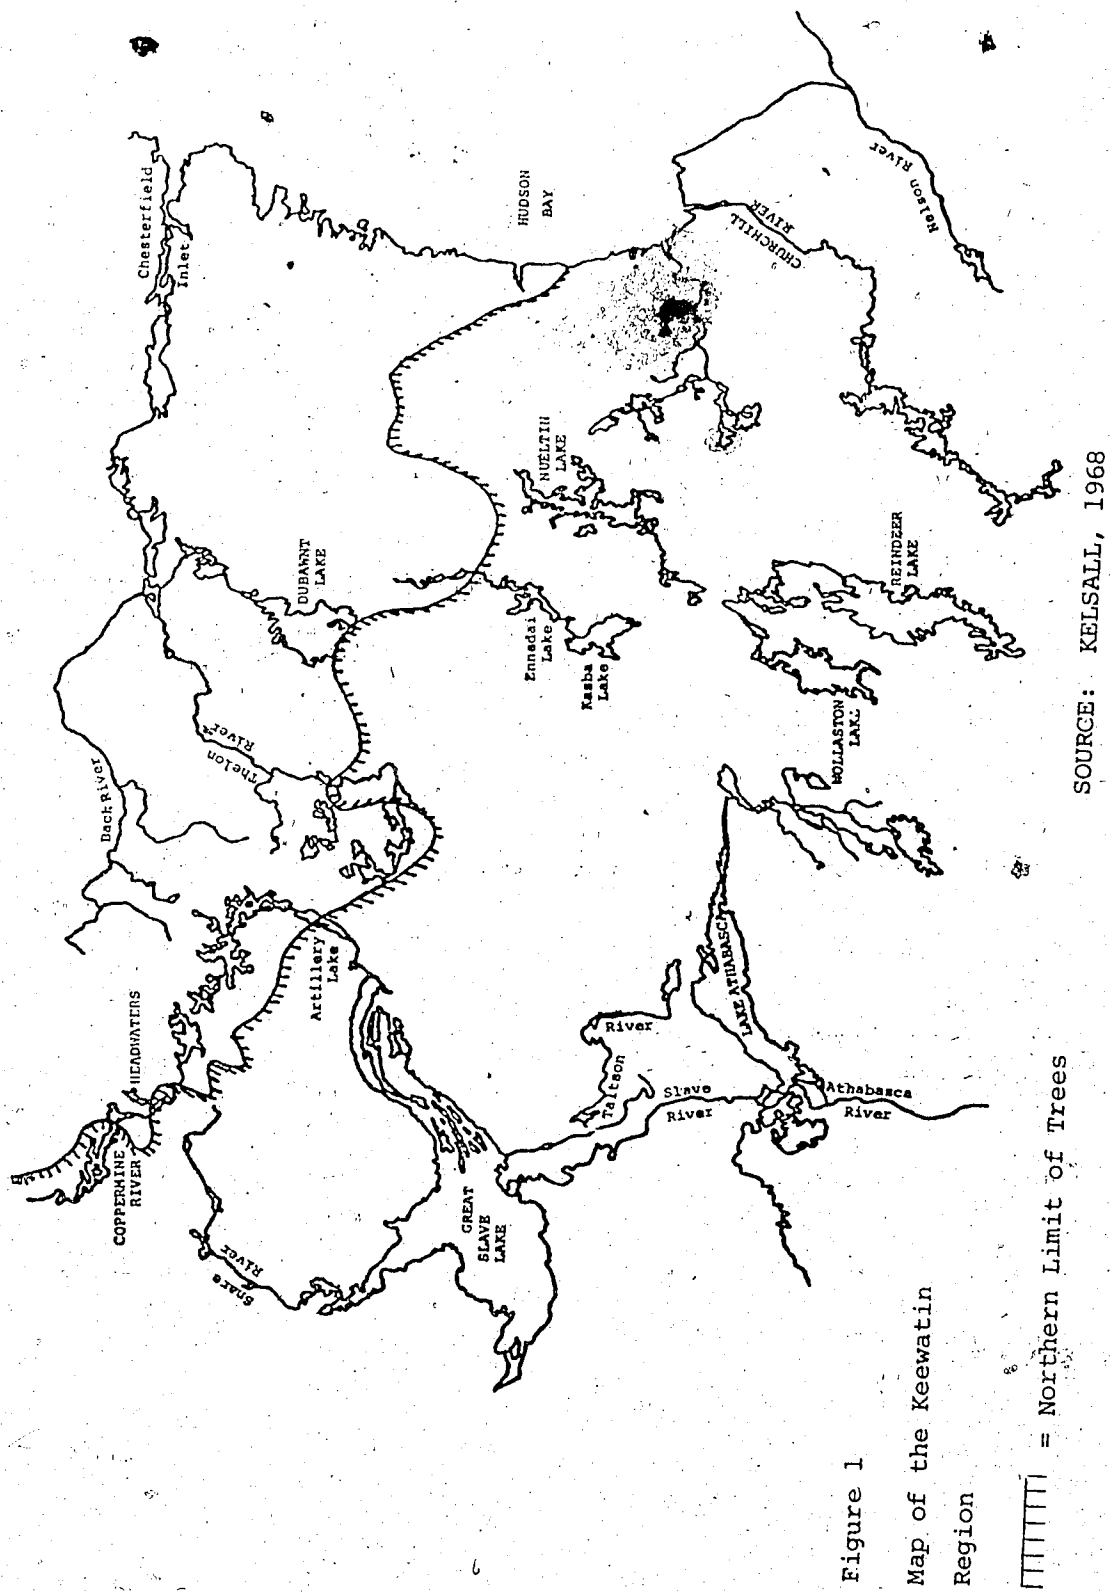 Chesterfield
Inlet
HUDSON
BAY
Back River
Thelon
River
DUBAWNT
LAKE
HEADWATERS
COPPERMINE
RIVER
Artillery
Lake
Snare
River
GREAT
SLAVE
LAKE
Ennadai
Lake
Kasba
Lake
NUELTIN
LAKE
CHURCHILL
RIVER
Nelson River
REINDEER
LAKE
WOLLASTON
LAKE
LAKE ATHABASCA
Taltson
River
Slave
River
Athabasca
River
Figure 1
Map of the Keewatin
Region
= Northern Limit of Trees
SOURCE: KELSALL, 1968